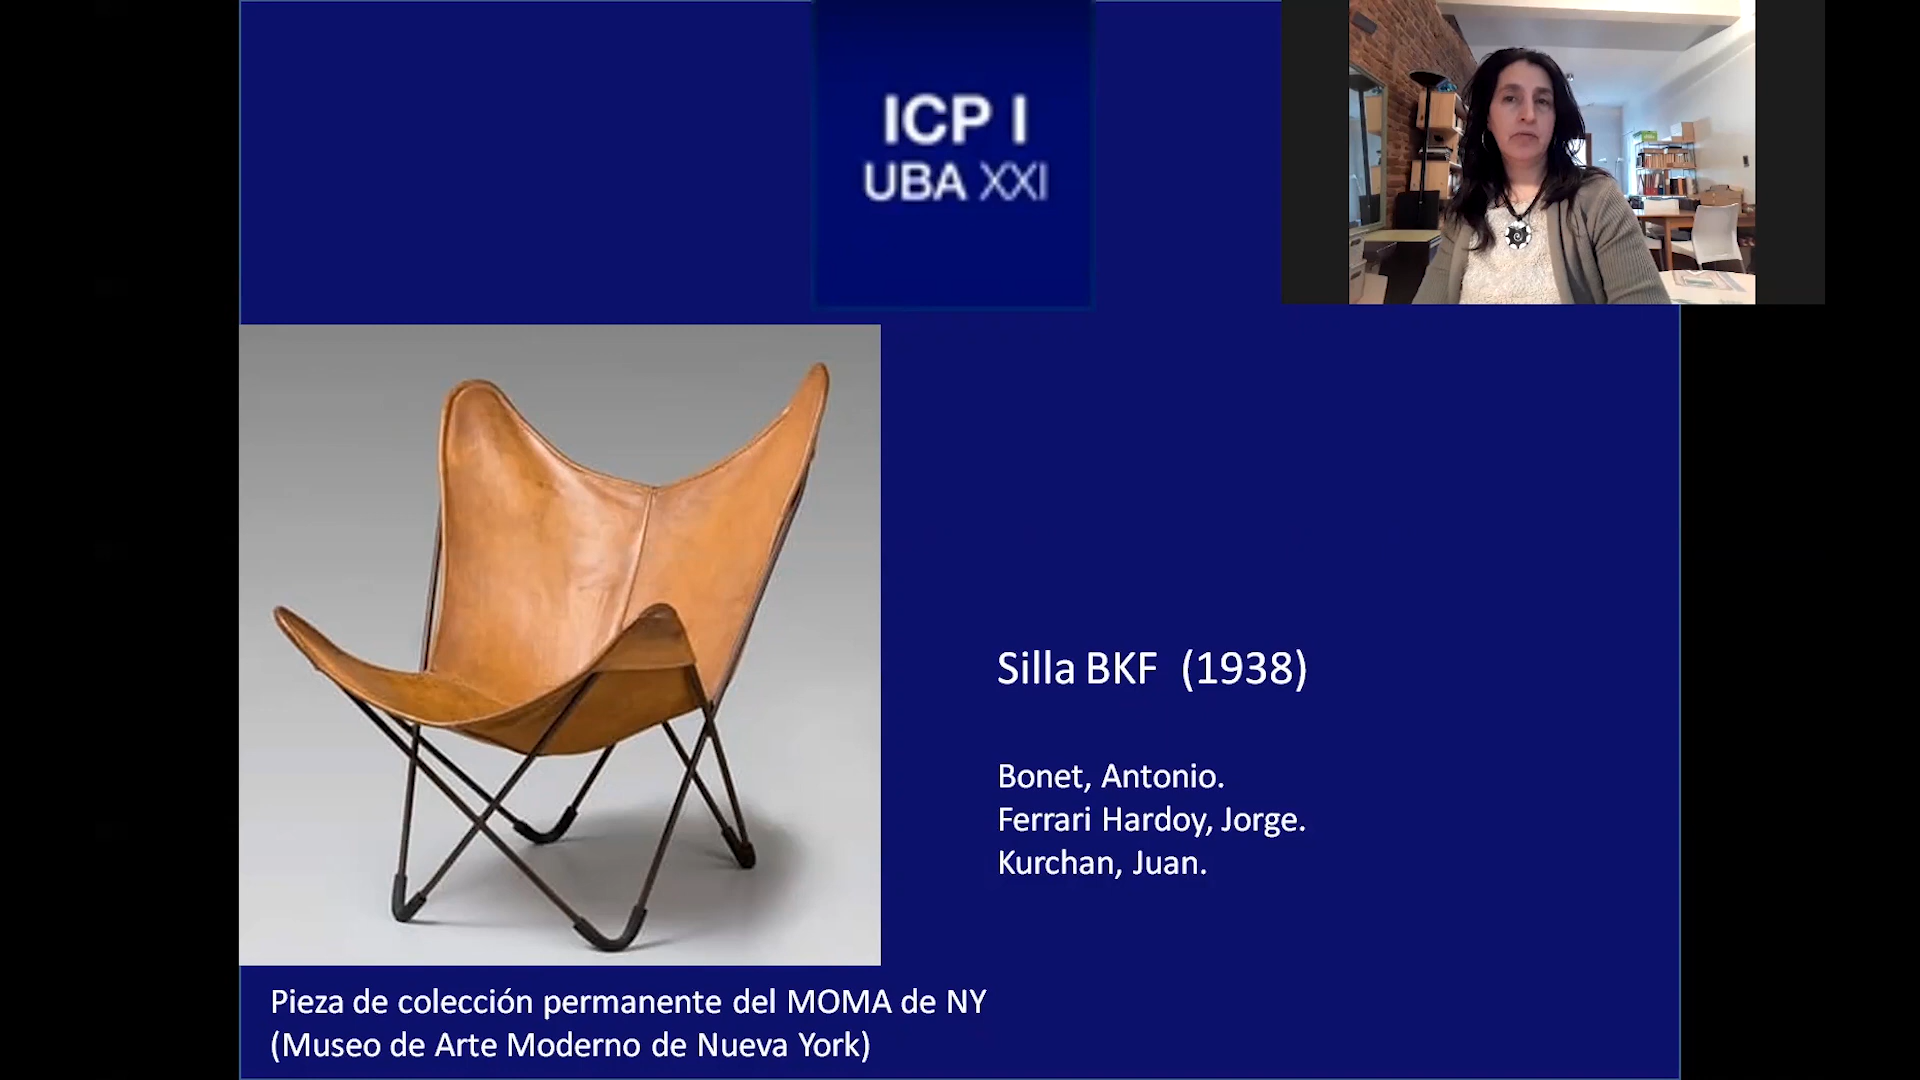 ICP I
UBA XXI
Silla BKF (1938)
Bonet, Antonio.
Ferrari Hardoy, Jorge.
Kurchan, Juan.
Pieza de colección permanente del MOMA de NY
(Museo de Arte Moderno de Nueva York)